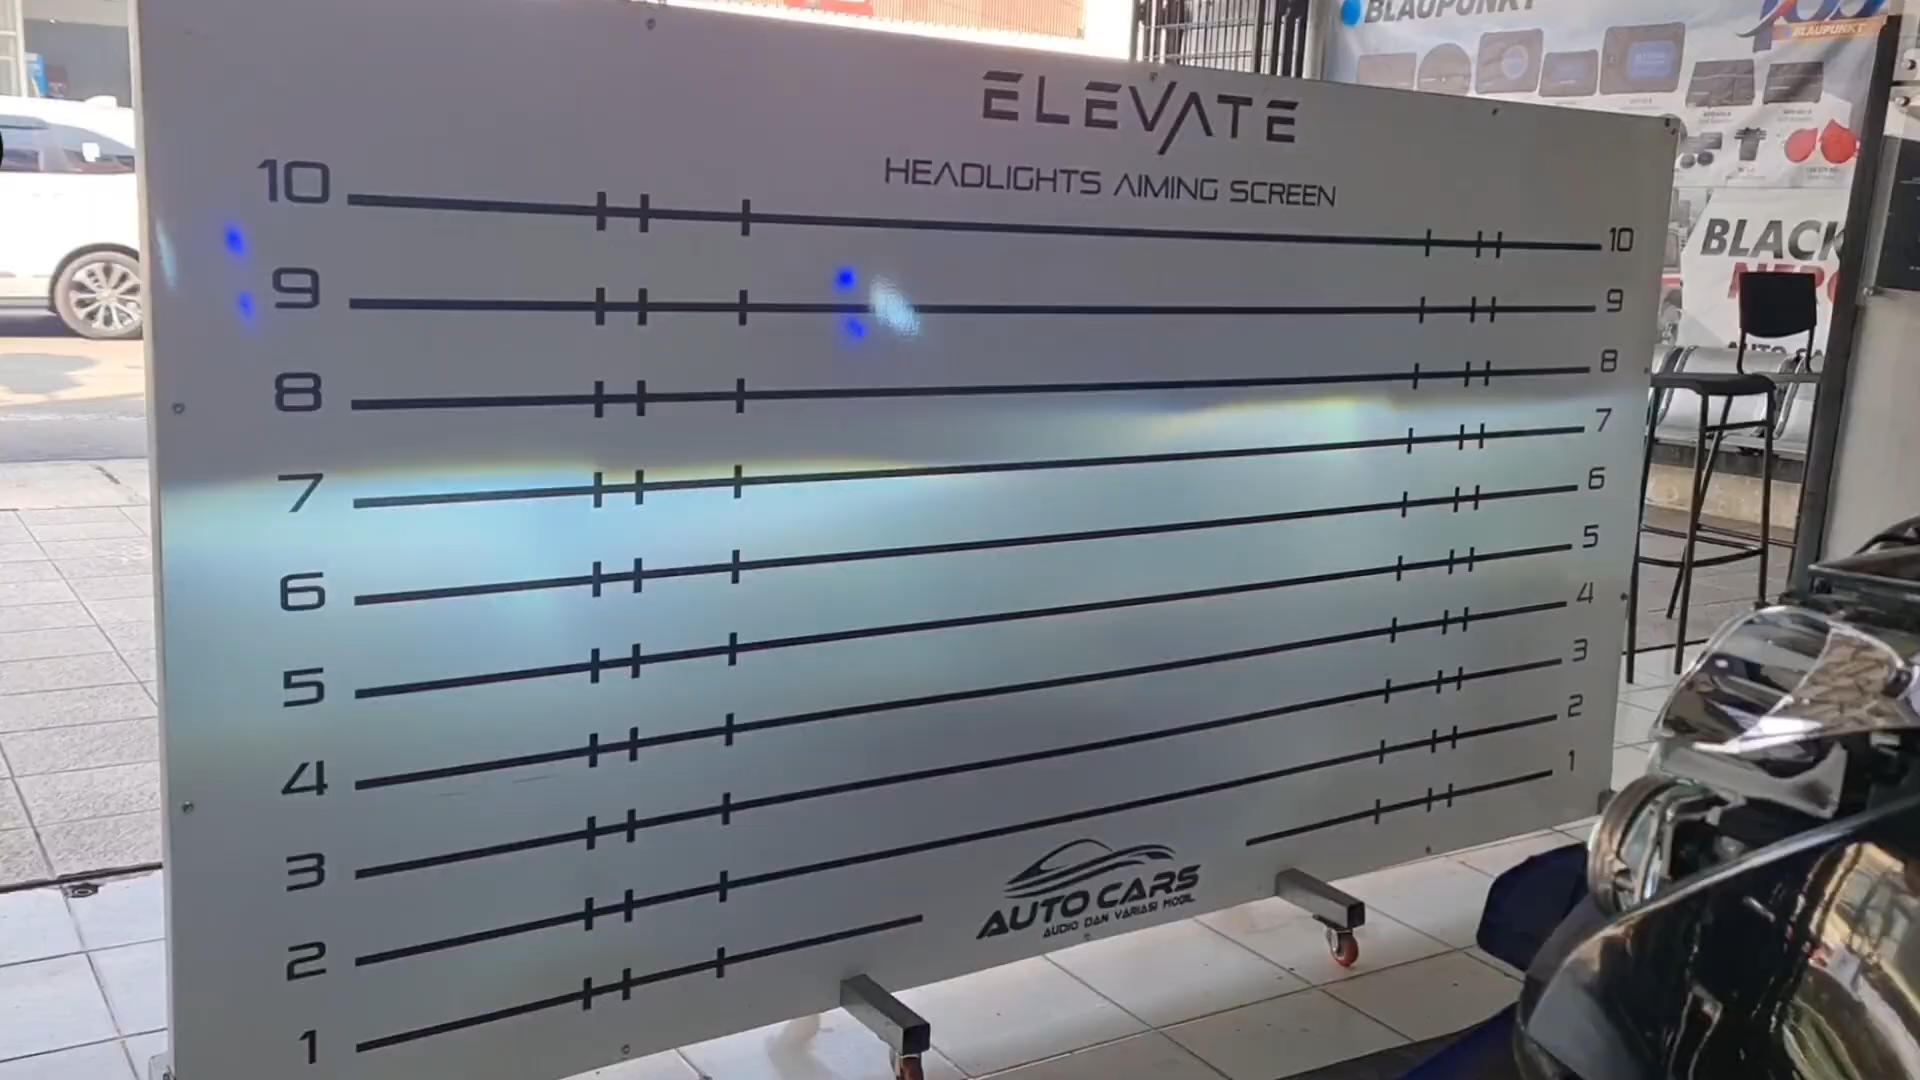 BLAUPUNKT
BLAUPUNKT
ELEVATE
HEADLIGHTS AIMING SCREEN
10 10
9 9
8 8
7 7
6 6
5 5
4 4
3 3
2 2
1 1
BLACK
AUTO CARS
AUDIO DAN VARIASI MOBIL